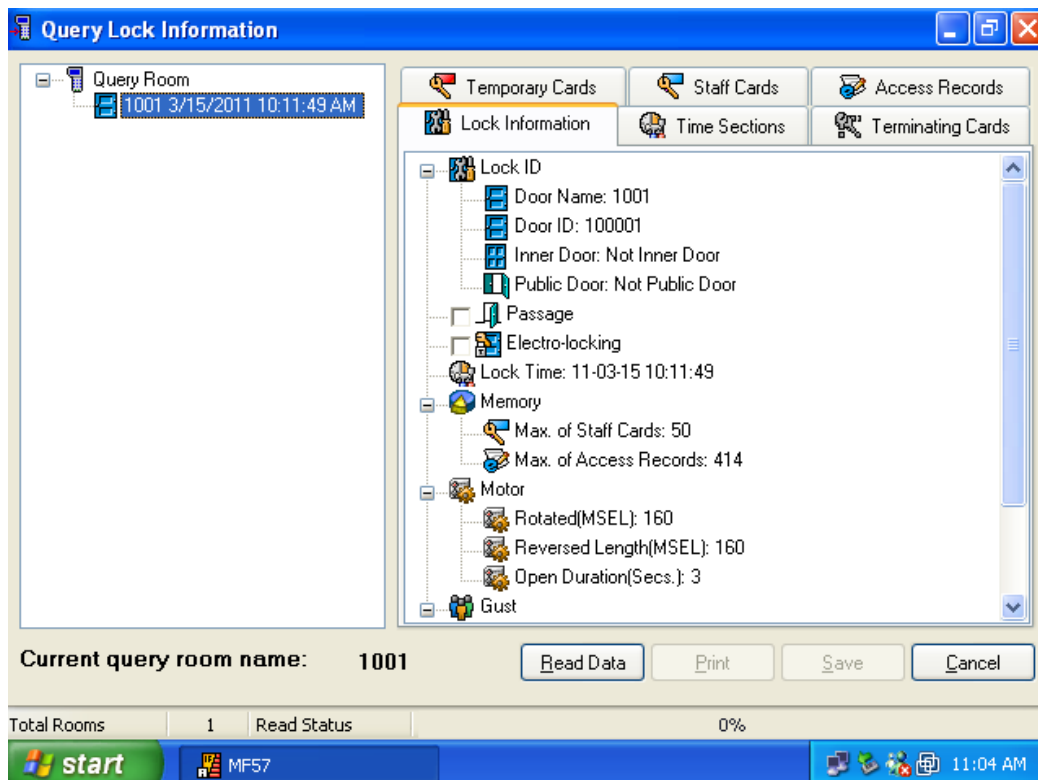 Query Lock Information
Query Room
1001 3/15/2011 10:11:49 AM
Temporary Cards
Staff Cards
Access Records
Lock Information
Time Sections
Terminating Cards
Lock ID
Door Name: 1001
Door ID: 100001
Inner Door: Not Inner Door
Public Door: Not Public Door
Passage
Electro-locking
Lock Time: 11-03-15 10:11:49
Memory
Max. of Staff Cards: 50
Max. of Access Records: 414
Motor
Rotated(MSEL): 160
Reversed Length(MSEL): 160
Open Duration(Secs.): 3
Gust
Current query room name: 1001
Read Data
Print
Save
Cancel
Total Rooms 1 Read Status 0%
start
MF57
11:04 AM